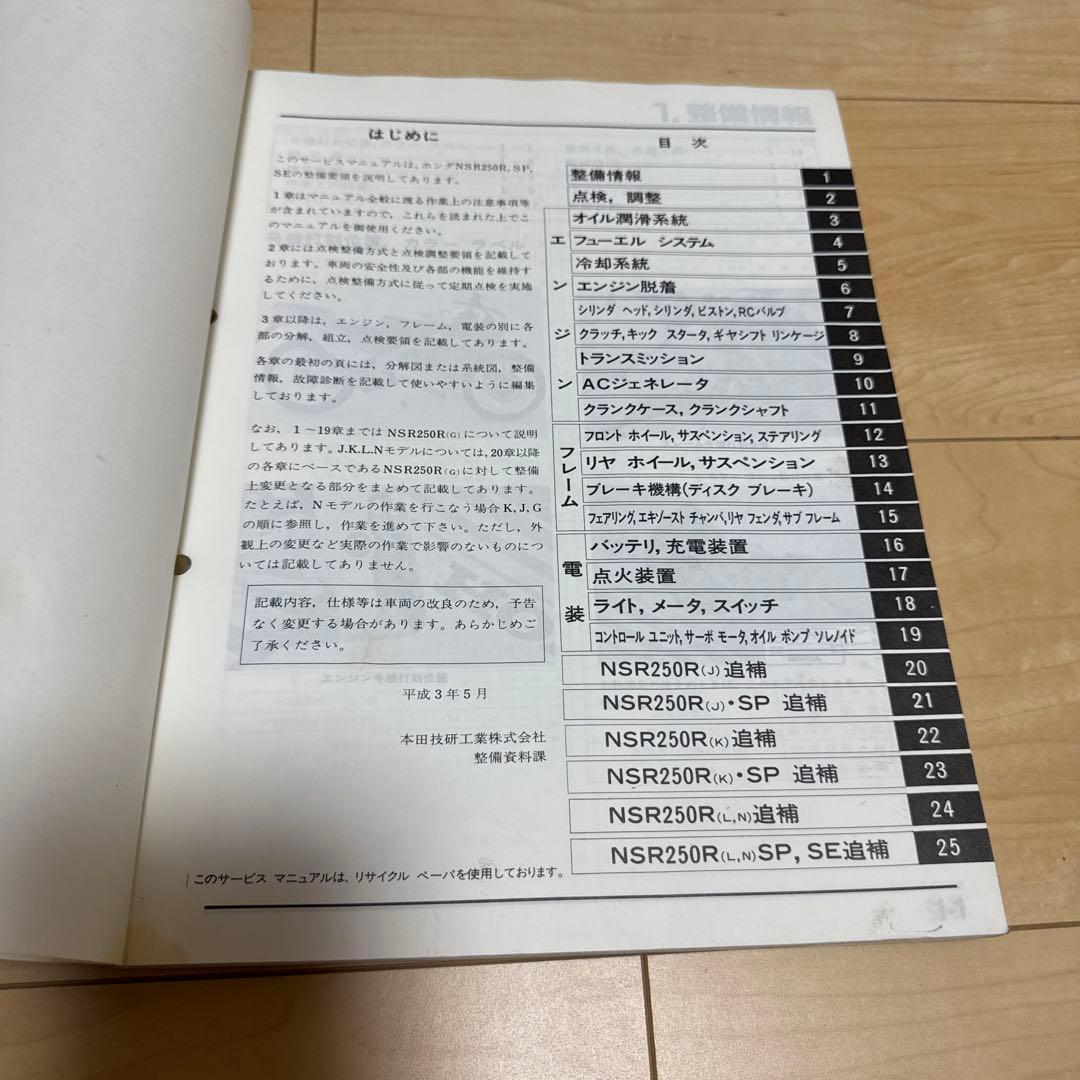 はじめに
このサービスマニュアルは、ホンダNSR250R, SP,
SEの整備要領を説明してあります。
1章はマニュアル全般に渡る作業上の注意事項等
が含まれていますので、これらを読まれた上でこ
のマニュアルを御使用ください。
2章には点検整備方式と点検調整要領を記載して
おります。車両の安全性及び各部の機能を維持す
るために、点検整備方式に従って定期点検を実施
してください。
3章以降は、エンジン、フレーム、電装の別に各
部の分解、組立、点検要領を記載してあります。
各章の最初の頁には、分解図または系統図、整備
情報、故障診断を記載して使いやすいように編集
しております。
なお、1〜19章まではNSR250R(G)について説明
してあります。J.K.L.Nモデルについては、20章以降
の各章にベースであるNSR250R(G)に対して整備
上変更となる部分をまとめて記載してあります。
たとえば、Nモデルの作業を行こなう場合K, J, G
の順に参照し、作業を進めて下さい。ただし、外
観上の変更など実際の作業で影響のないものにつ
いては記載してありません。
記載内容、仕様等は車両の改良のため、予告
なく変更する場合があります。あらかじめご
了承ください。
平成3年5月
本田技研工業株式会社
整備資料課
このサービス マニュアルは、リサイクル ペーパを使用しております。
目次
整備情報 1
点検, 調整 2
エンジン
オイル潤滑系統 3
フューエル システム 4
冷却系統 5
エンジン脱着 6
シリンダ ヘッド, シリンダ, ピストン, RCバルブ 7
クラッチ, キック スタータ, ギヤシフト リンケージ 8
トランスミッション 9
ACジェネレータ 10
クランクケース, クランクシャフト 11
フレーム
フロント ホイール, サスペンション, ステアリング 12
リヤ ホイール, サスペンション 13
ブレーキ機構(ディスク ブレーキ) 14
フェアリング, エキゾースト チャンバ, リヤ フェンダ, サブ フレーム 15
電装
バッテリ, 充電装置 16
点火装置 17
ライト, メータ, スイッチ 18
コントロール ユニット, サーボ モータ, オイル ポンプ ソレノイド 19
NSR250R(J)追補 20
NSR250R(J)・SP 追補 21
NSR250R(K)追補 22
NSR250R(K)・SP 追補 23
NSR250R(L,N)追補 24
NSR250R(L,N)SP, SE追補 25